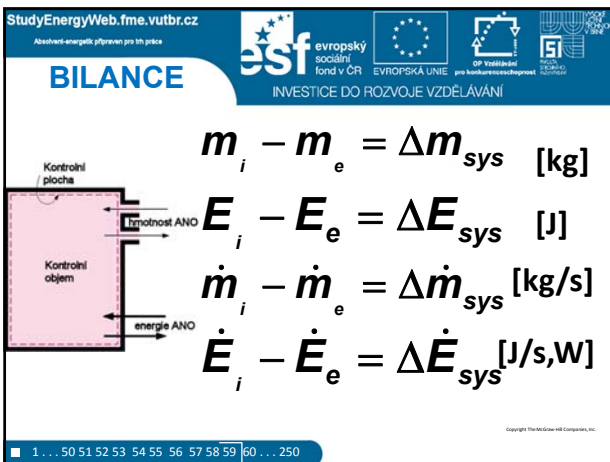 StudyEnergyWeb.fme.vutbr.cz
Absolvent-energetik připraven pro trh práce
BILANCE
esf evropský sociální fond v ČR
EVROPSKÁ UNIE
OP Vzdělávání pro konkurenceschopnost
INVESTICE DO ROZVOJE VZDĚLÁVÁNÍ
m_i − m_e = Δm_sys [kg]
E_i − E_e = ΔE_sys [J]
ṁ_i − ṁ_e = Δṁ_sys [kg/s]
Ė_i − Ė_e = ΔĖ_sys [J/s,W]
Kontrolní
plocha
hmotnost ANO
Kontrolní
objem
energie ANO
Copyright The McGraw-Hill Companies, Inc.
1 . . . 50 51 52 53 54 55 56 57 58 59 60 . . . 250